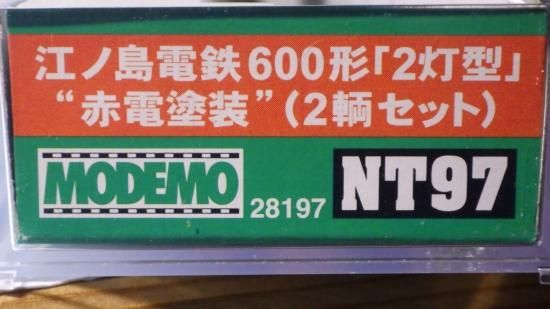 江ノ島電鉄600形「2灯型」
“赤電塗装”(2輌セット)
MODEMO 28197 NT97